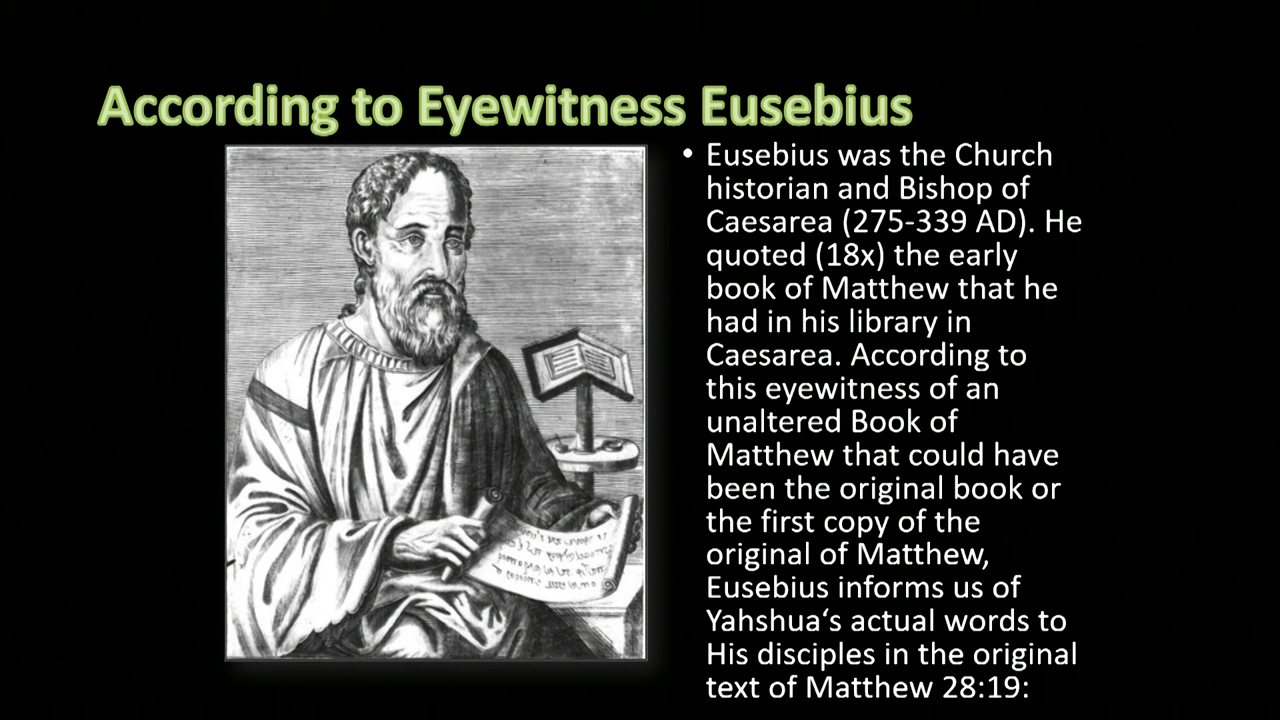 According to Eyewitness Eusebius
• Eusebius was the Church
historian and Bishop of
Caesarea (275-339 AD). He
quoted (18x) the early
book of Matthew that he
had in his library in
Caesarea. According to
this eyewitness of an
unaltered Book of
Matthew that could have
been the original book or
the first copy of the
original of Matthew,
Eusebius informs us of
Yahshua‘s actual words to
His disciples in the original
text of Matthew 28:19: